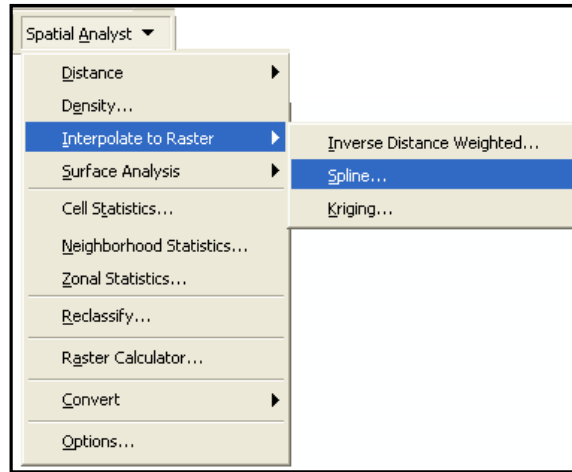 Spatial Analyst
Distance
Density...
Interpolate to Raster
Surface Analysis
Cell Statistics...
Neighborhood Statistics...
Zonal Statistics...
Reclassify...
Raster Calculator...
Convert
Options...
Inverse Distance Weighted...
Spline...
Kriging...